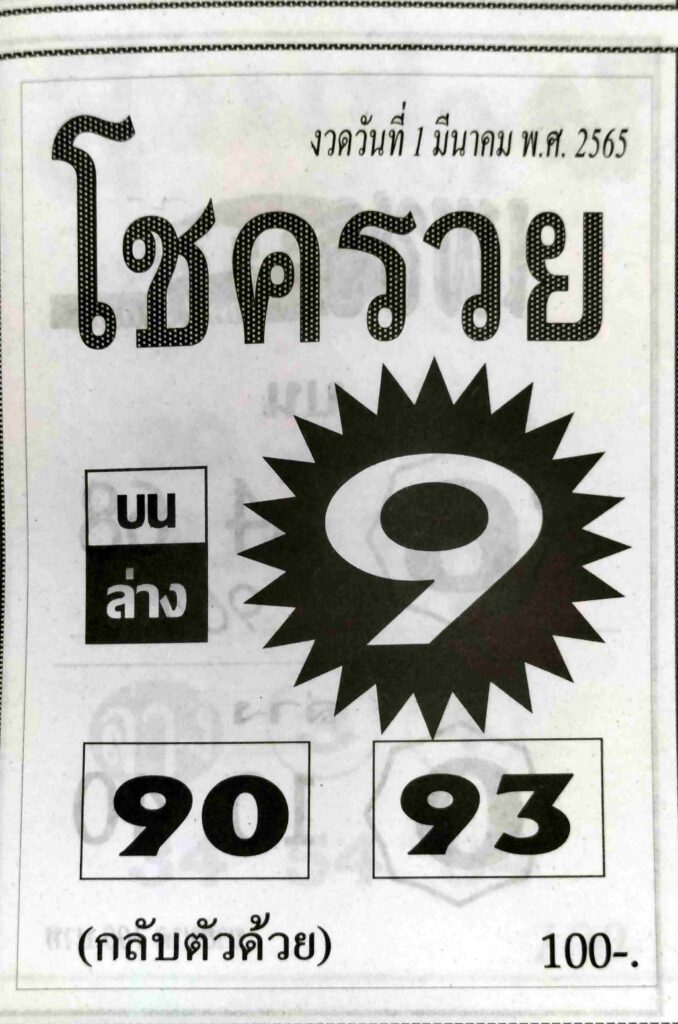 งวดวันที่ 1 มีนาคม พ.ศ. 2565
โชครวย
บน
ล่าง
9
90 93
(กลับตัวด้วย) 100-.